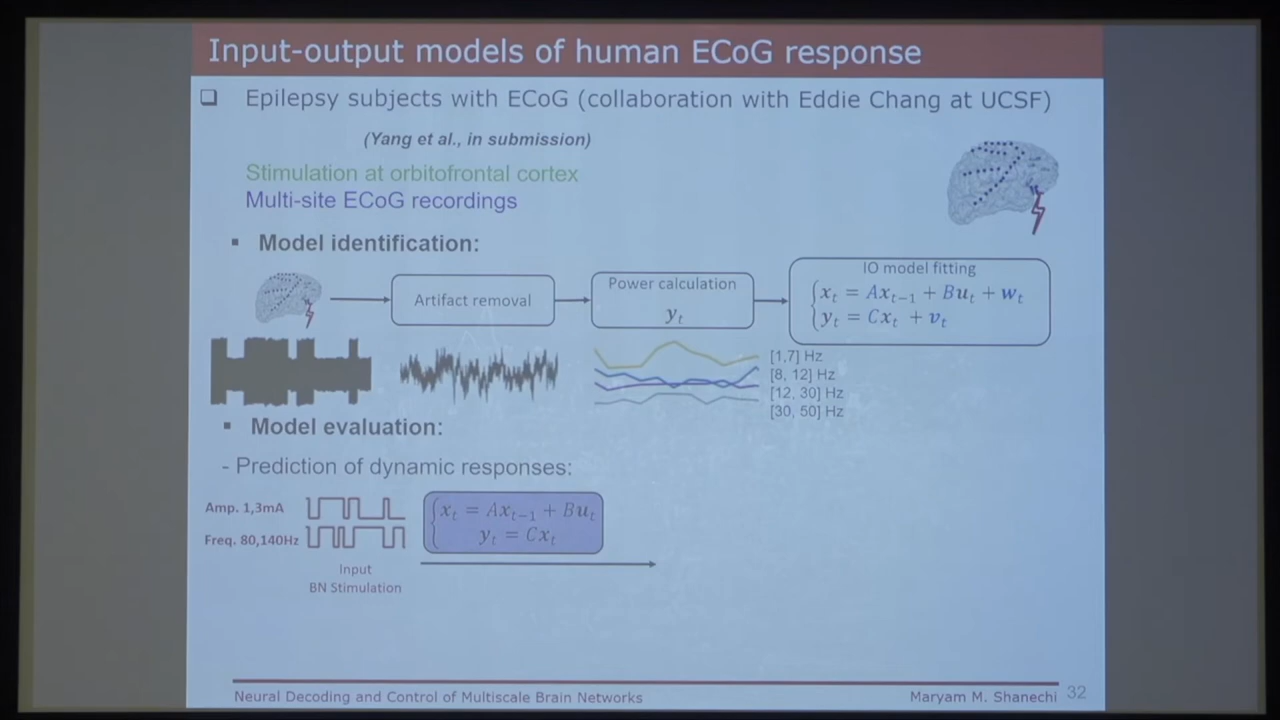 Input-output models of human ECoG response
❑ Epilepsy subjects with ECoG (collaboration with Eddie Chang at UCSF)
(Yang et al., in submission)
Stimulation at orbitofrontal cortex
Multi-site ECoG recordings
▪ Model identification:
Artifact removal
Power calculation
y_t
IO model fitting
x_t = Ax_{t−1} + Bu_t + w_t
y_t = Cx_t + v_t
[1,7] Hz
[8, 12] Hz
[12, 30] Hz
[30, 50] Hz
▪ Model evaluation:
- Prediction of dynamic responses:
Amp. 1,3mA
Freq. 80,140Hz
x_t = Ax_{t−1} + Bu_t
y_t = Cx_t
Input
BN Stimulation
Neural Decoding and Control of Multiscale Brain Networks
Maryam M. Shanechi 32